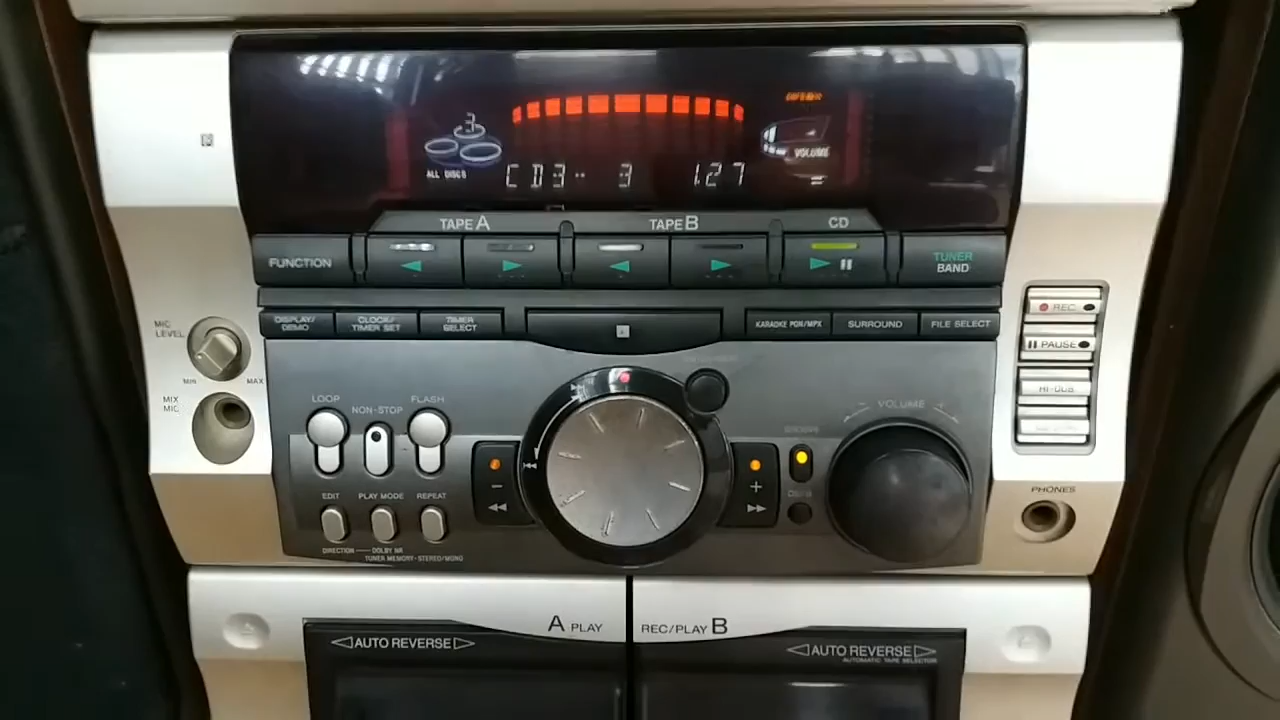 3
VOLUME
ALL DISCS
CD3 3 1.27
TAPE A TAPE B CD
FUNCTION TUNER BAND
DISPLAY/DEMO CLOCK/TIMER SET TIMER SELECT KARAOKE PON/MPX SURROUND FILE SELECT
REC
PAUSE
HI-DUB
MIC LEVEL
MIN MAX
MIX MIC
LOOP NON-STOP FLASH
VOLUME
EDIT PLAY MODE REPEAT
DIRECTION DOLBY NR
TUNER MEMORY STEREO/MONO
PHONES
A PLAY REC/PLAY B
AUTO REVERSE AUTO REVERSE
AUTOMATIC TAPE SELECTOR